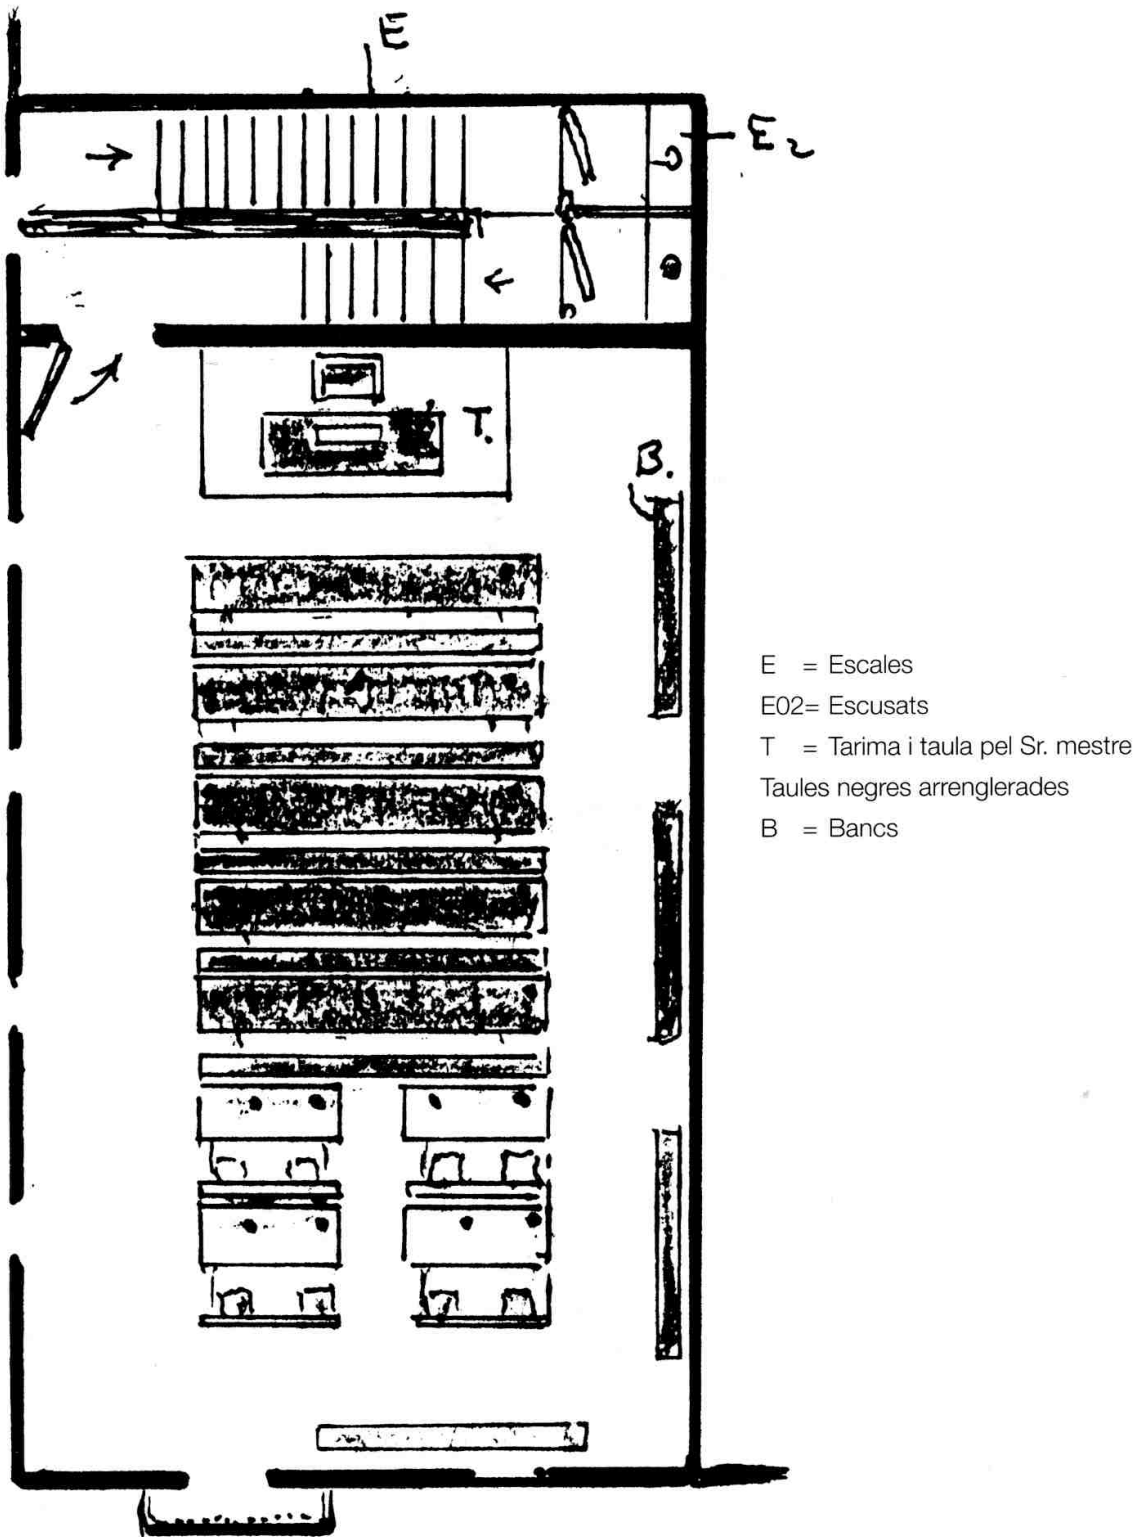 E
E2
T.
B.
E = Escales
E02= Escusats
T = Tarima i taula pel Sr. mestre
Taules negres arrenglerades
B = Bancs